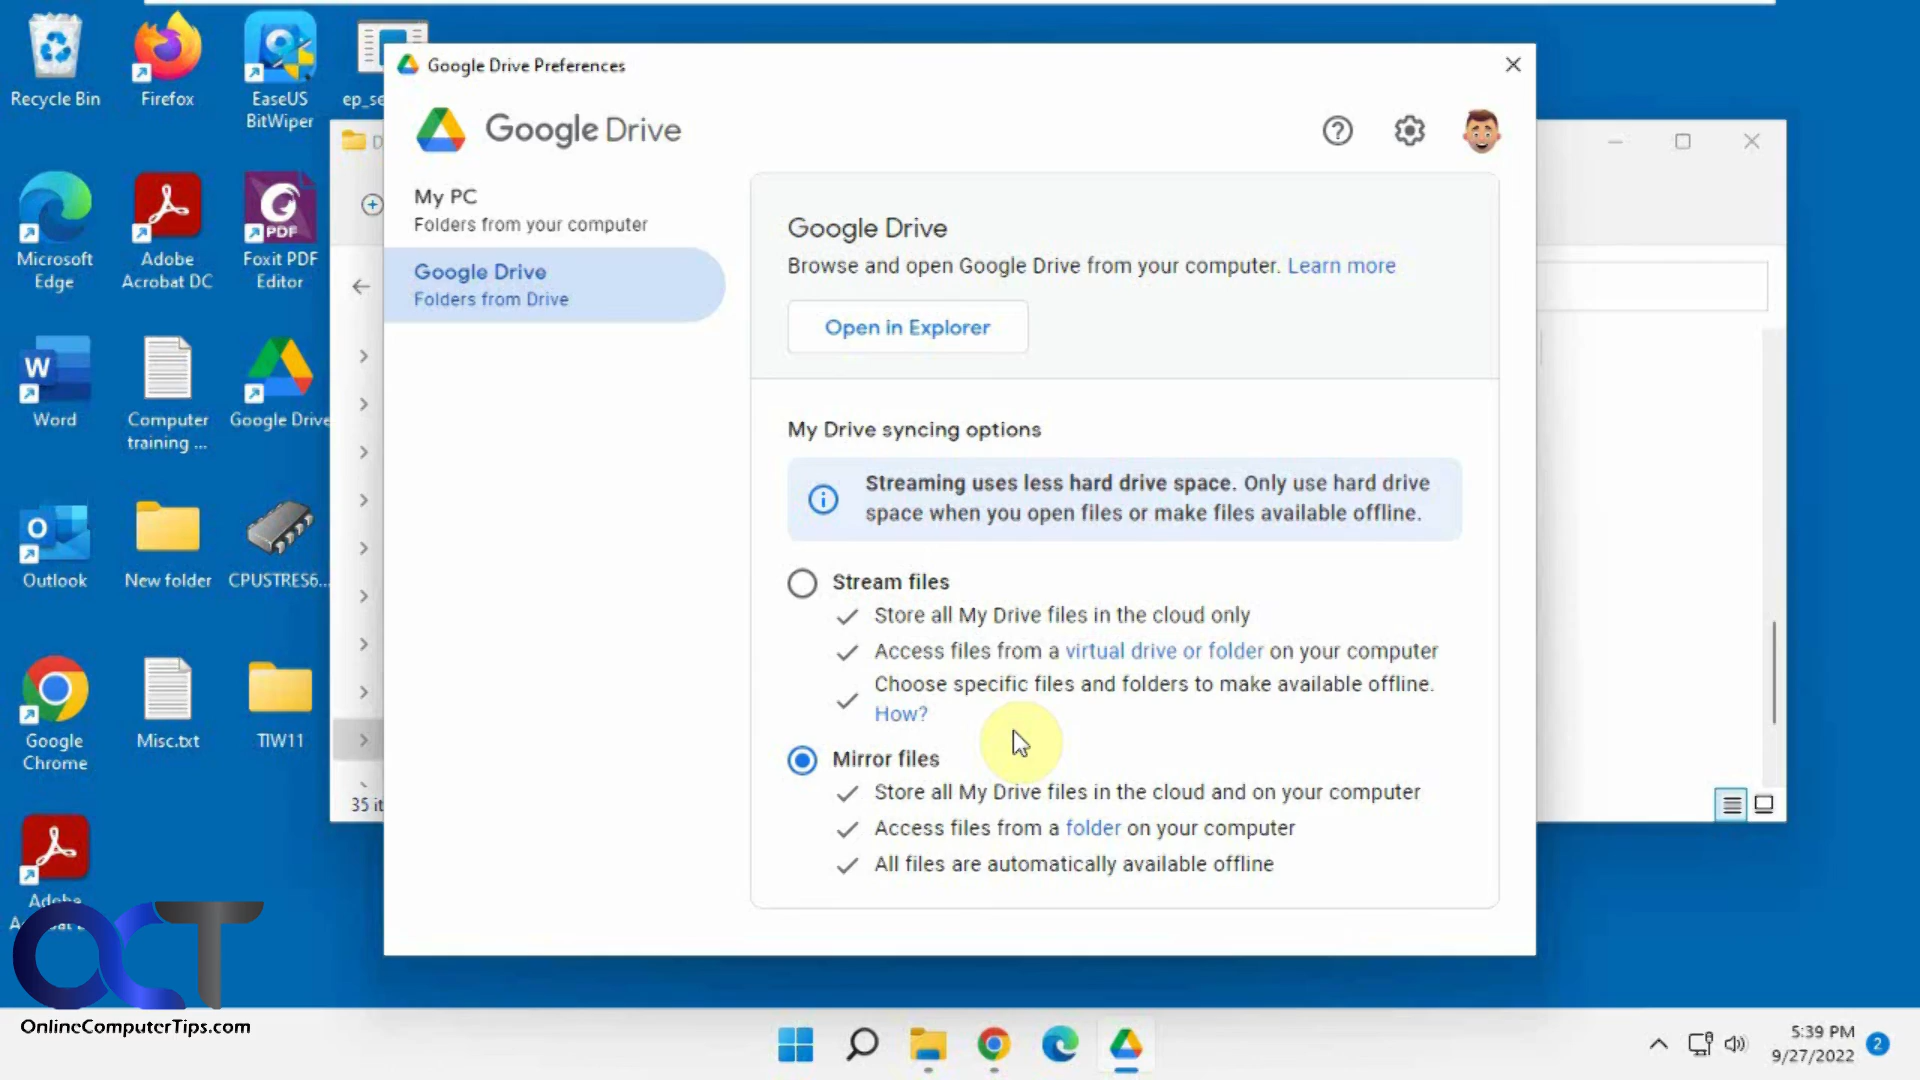 Recycle Bin
Firefox
EaseUS
BitWiper
Microsoft
Edge
Adobe
Acrobat DC
PDF
Foxit PDF
Editor
W
Word
Computer
training ...
Google Drive
O
Outlook
New folder
CPUSTRES6...
Google
Chrome
Misc.txt
TIW11
35 it
OCT
OnlineComputerTips.com
Google Drive Preferences
Google Drive
My PC
Folders from your computer
Google Drive
Folders from Drive
Google Drive
Browse and open Google Drive from your computer. Learn more
Open in Explorer
My Drive syncing options
Streaming uses less hard drive space. Only use hard drive
space when you open files or make files available offline.
Stream files
Store all My Drive files in the cloud only
Access files from a virtual drive or folder on your computer
Choose specific files and folders to make available offline.
How?
Mirror files
Store all My Drive files in the cloud and on your computer
Access files from a folder on your computer
All files are automatically available offline
5:39 PM
9/27/2022
2